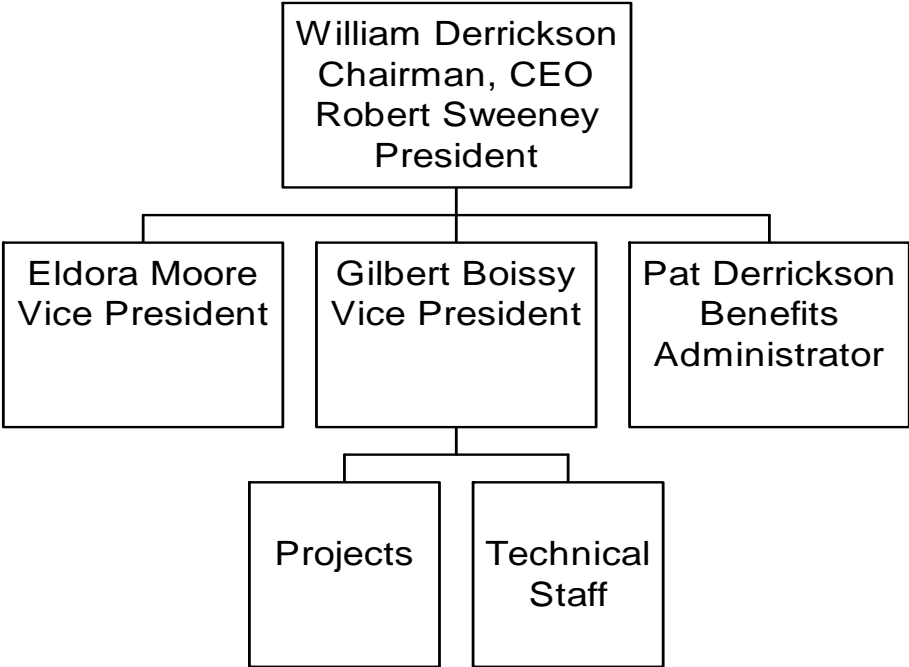 William Derrickson
Chairman, CEO
Robert Sweeney
President
Eldora Moore
Vice President
Gilbert Boissy
Vice President
Pat Derrickson
Benefits
Administrator
Projects
Technical
Staff